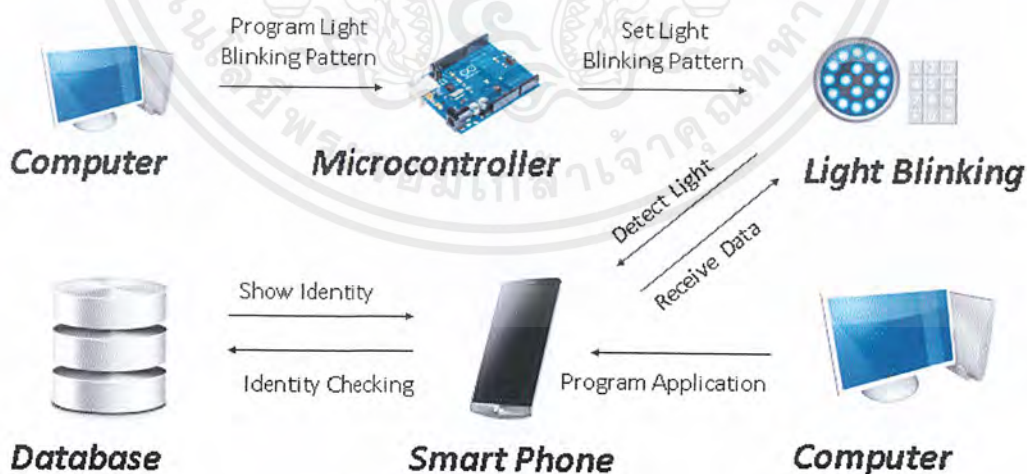 Program Light
Blinking Pattern
Set Light
Blinking Pattern
Computer
Microcontroller
Light Blinking
Detect Light
Receive Data
Show Identity
Identity Checking
Program Application
Database
Smart Phone
Computer